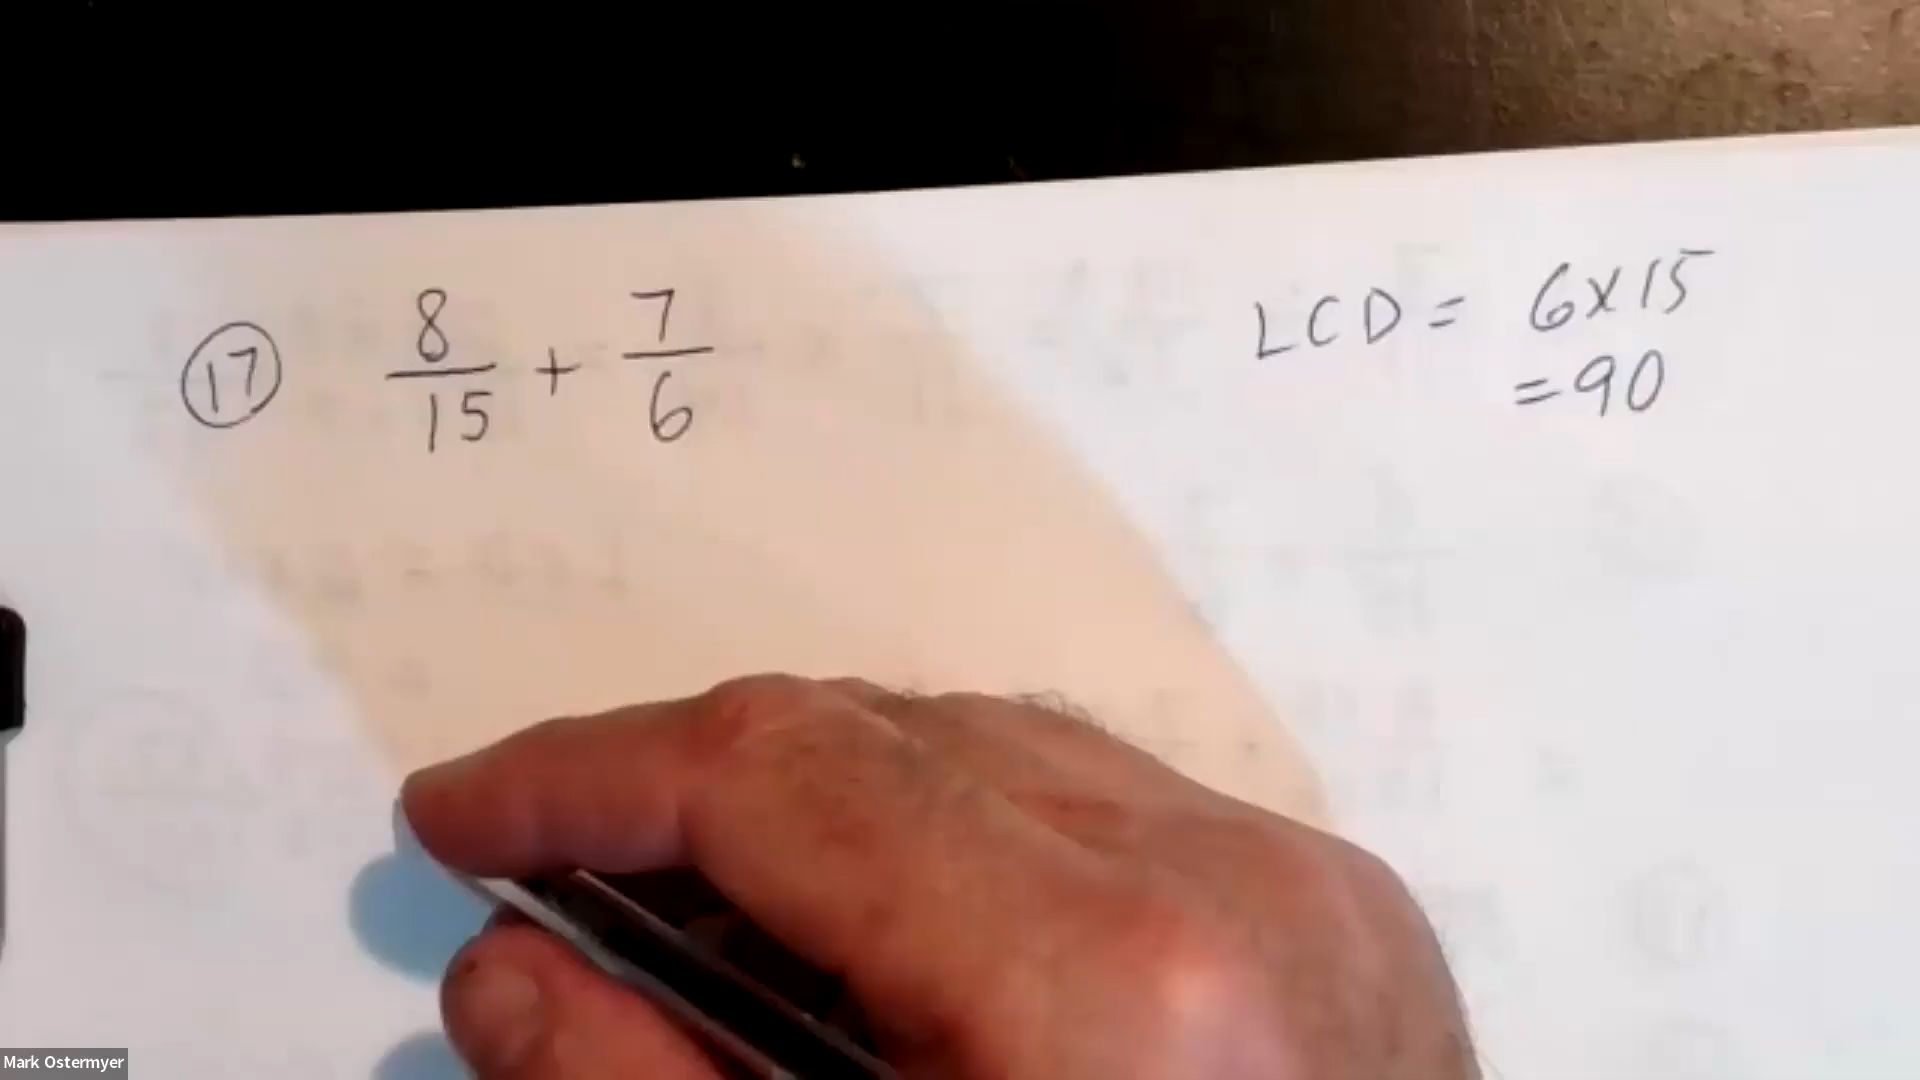 17 8/15 + 7/6
LCD = 6x15
= 90
Mark Ostermyer